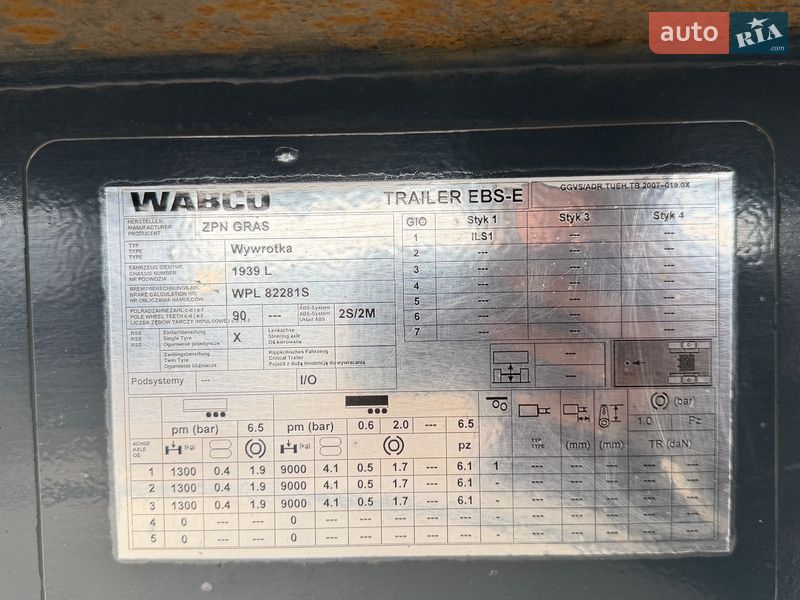 auto RIA .com
WABCO TRAILER EBS-E GGVS/ADR.TUEH.TB 2007-019.0X
HERSTELLER
MANUFACTURER
PRODUCENT
ZPN GRAS
TYP
TYPE
TYPE
Wywrotka
FAHRZEUG IDENTNR.
CHASSIS NUMBER
NR PODWOZIA
1939 L
BREMSBERECHNUNGS-NR.
BRAKE CALCULATION NO.
NR OBLICZANIA HAMULCÓW
WPL 82281S
POLRADZÄHNEZAHL c-d | e-f
POLE WHEEL TEETH c-d | e-f
LICZBA ZĘBÓW TARCZY IMPULSOWEJ
90 ---
ABS-System
ABS-System
Układ ABS
2S/2M
RSS Einfachbereifung
RSS Single Tyre
RSS Ogumienie pojedyncze
X
Lenkachse
Steering axle
Oś kierowana
Zwillingsbereifung
Twin Tyre
Ogumienie bliźniacze
Kippkritisches Fahrzeug
Critical Trailer
Pojazd z dużą tendencją do wywracania
Podsystemy --- I/O
GIO Styk 1 Styk 3 Styk 4
1 ILS1 --- ---
2 --- --- ---
3 --- --- ---
4 --- --- ---
5 --- --- ---
6 --- --- ---
7 --- --- ---
---
---
pm (bar) 6.5 pm (bar) 0.6 2.0 --- 6.5 (bar)
pz 1.0 Pz
ACHSE
AXLE
OŚ
(kg) (kg) TYP
TYPE
(mm) (mm) TR (daN)
1 1300 0.4 1.9 9000 4.1 0.5 1.7 --- 6.1 1 --- --- --- --- ---
2 1300 0.4 1.9 9000 4.1 0.5 1.7 --- 6.1 - --- --- --- --- ---
3 1300 0.4 1.9 9000 4.1 0.5 1.7 --- 6.1 - --- --- --- --- ---
4 0 --- --- 0 --- --- --- --- --- - --- --- --- --- ---
5 0 --- --- 0 --- --- --- --- --- - --- --- --- --- ---